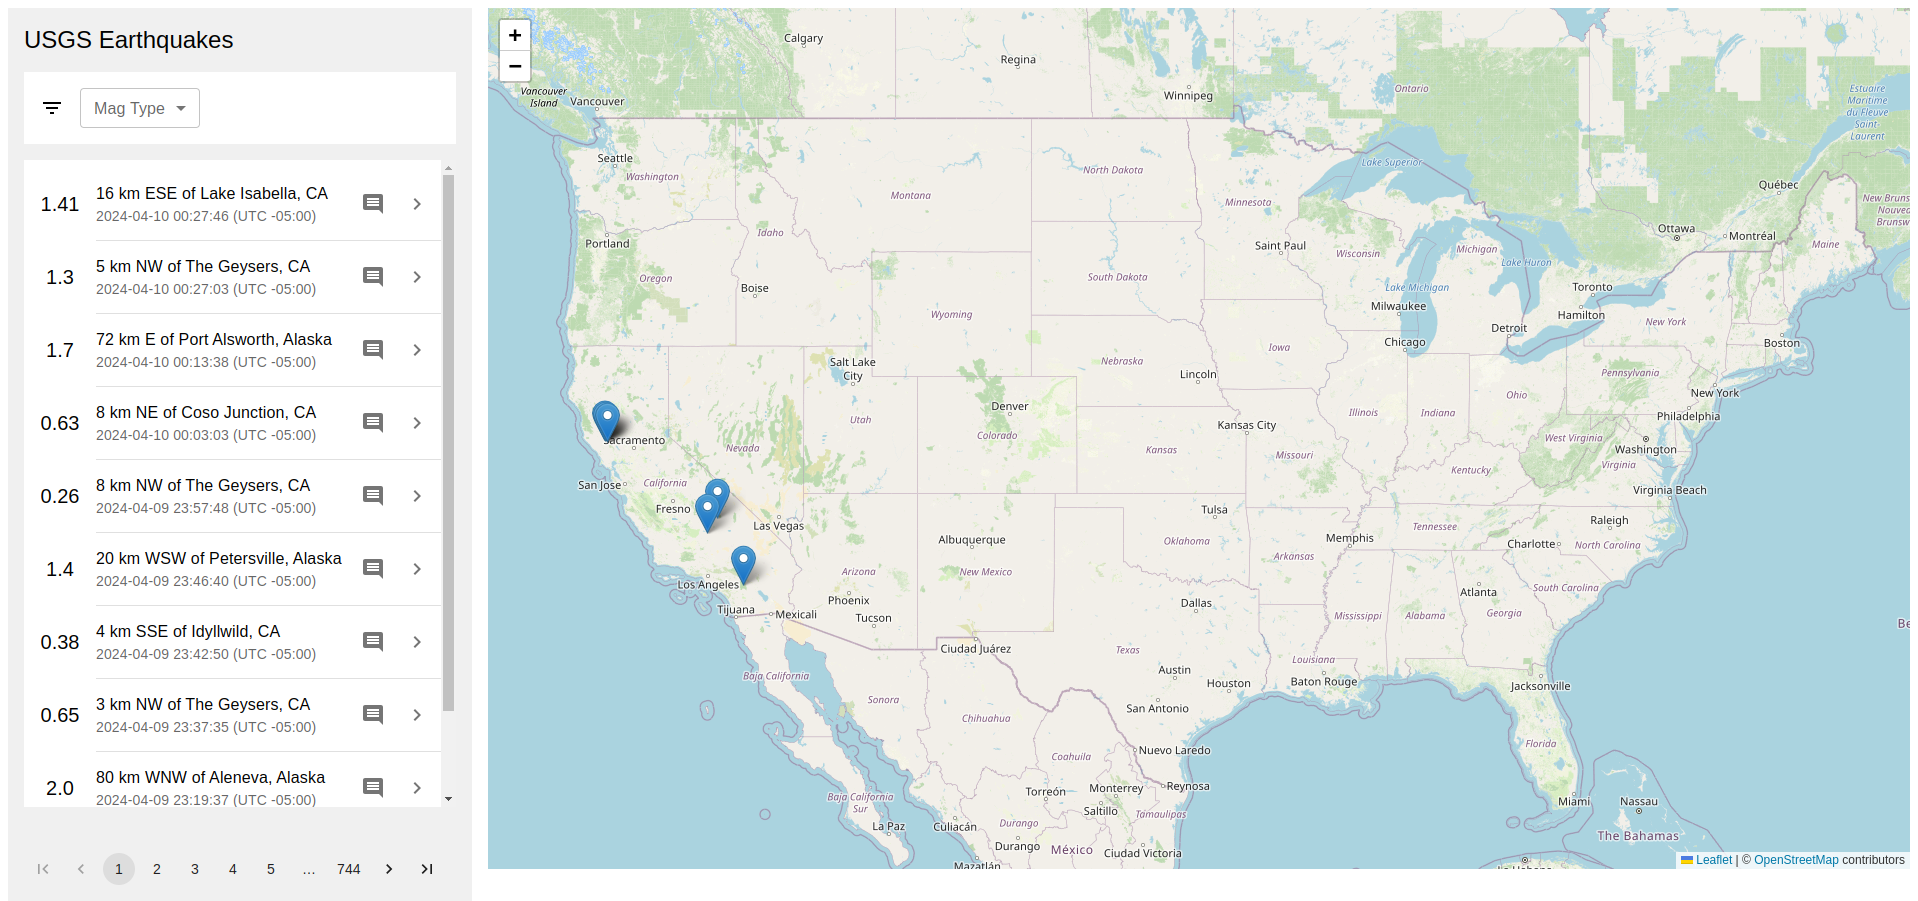 USGS Earthquakes
Mag Type
1.41
16 km ESE of Lake Isabella, CA
2024-04-10 00:27:46 (UTC -05:00)
1.3
5 km NW of The Geysers, CA
2024-04-10 00:27:03 (UTC -05:00)
1.7
72 km E of Port Alsworth, Alaska
2024-04-10 00:13:38 (UTC -05:00)
0.63
8 km NE of Coso Junction, CA
2024-04-10 00:03:03 (UTC -05:00)
0.26
8 km NW of The Geysers, CA
2024-04-09 23:57:48 (UTC -05:00)
1.4
20 km WSW of Petersville, Alaska
2024-04-09 23:46:40 (UTC -05:00)
0.38
4 km SSE of Idyllwild, CA
2024-04-09 23:42:50 (UTC -05:00)
0.65
3 km NW of The Geysers, CA
2024-04-09 23:37:35 (UTC -05:00)
2.0
80 km WNW of Aleneva, Alaska
2024-04-09 23:19:37 (UTC -05:00)
1 2 3 4 5 … 744
+
−
Calgary
Regina
Winnipeg
Ontario
Vancouver
Island
Vancouver
Estuaire
Maritime
du Fleuve
Saint-
Laurent
Seattle
Washington
Montana
North Dakota
Minnesota
Lake Superior
Québec
New Bruns
Nouveau
Brunsw
Portland
Idaho
Saint Paul
Wisconsin
Michigan
Ottawa
Montréal
Maine
Oregon
Boise
South Dakota
Lake Michigan
Lake Huron
Toronto
Milwaukee
Hamilton
Wyoming
Detroit
New York
Chicago
Boston
Salt Lake
City
Nebraska
Iowa
Lincoln
Pennsylvania
New York
Denver
Ohio
Utah
Colorado
Illinois
Indiana
Philadelphia
Sacramento
Nevada
Kansas
Kansas City
Missouri
West Virginia
Washington
Virginia
Kentucky
San Jose
California
Virginia Beach
Fresno
Las Vegas
Tulsa
Tennessee
Raleigh
Albuquerque
Oklahoma
Memphis
Charlotte
North Carolina
Arkansas
Los Angeles
Arizona
New Mexico
South Carolina
Atlanta
Phoenix
Dallas
Tijuana
Mexicali
Tucson
Mississippi
Alabama
Georgia
Be
Ciudad Juárez
Texas
Louisiana
Austin
Baja California
Houston
Baton Rouge
Jacksonville
Sonora
San Antonio
Chihuahua
Florida
Nuevo Laredo
Coahuila
Reynosa
Torreón
Monterrey
Baja California
Sur
Saltillo
Tamaulipas
Miami
Nassau
La Paz
Culiacán
Durango
The Bahamas
Durango
México
Ciudad Victoria
Mazatlán
La Habana
Leaflet | © OpenStreetMap contributors